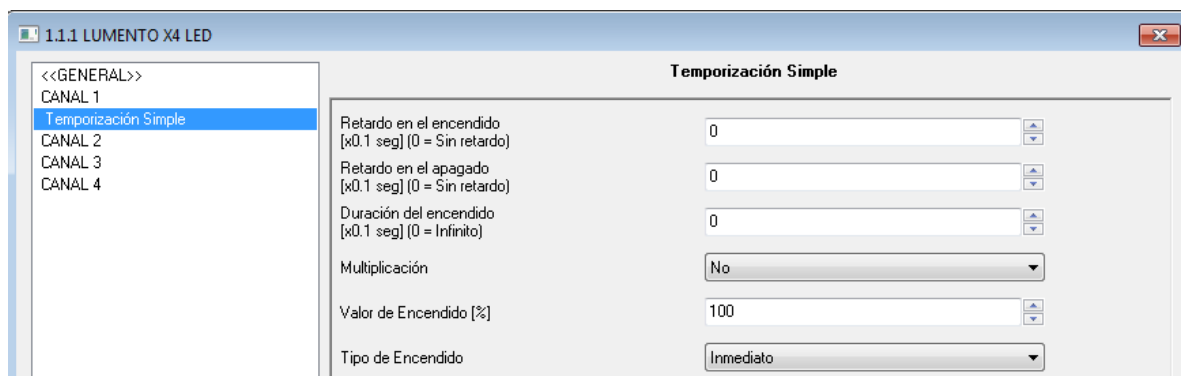 1.1.1 LUMENTO X4 LED
<<GENERAL>>
CANAL 1
Temporización Simple
CANAL 2
CANAL 3
CANAL 4
Temporización Simple
Retardo en el encendido
[x0.1 seg] (0 = Sin retardo)
0
Retardo en el apagado
[x0.1 seg] (0 = Sin retardo)
0
Duración del encendido
[x0.1 seg] (0 = Infinito)
0
Multiplicación
No
Valor de Encendido [%]
100
Tipo de Encendido
Inmediato